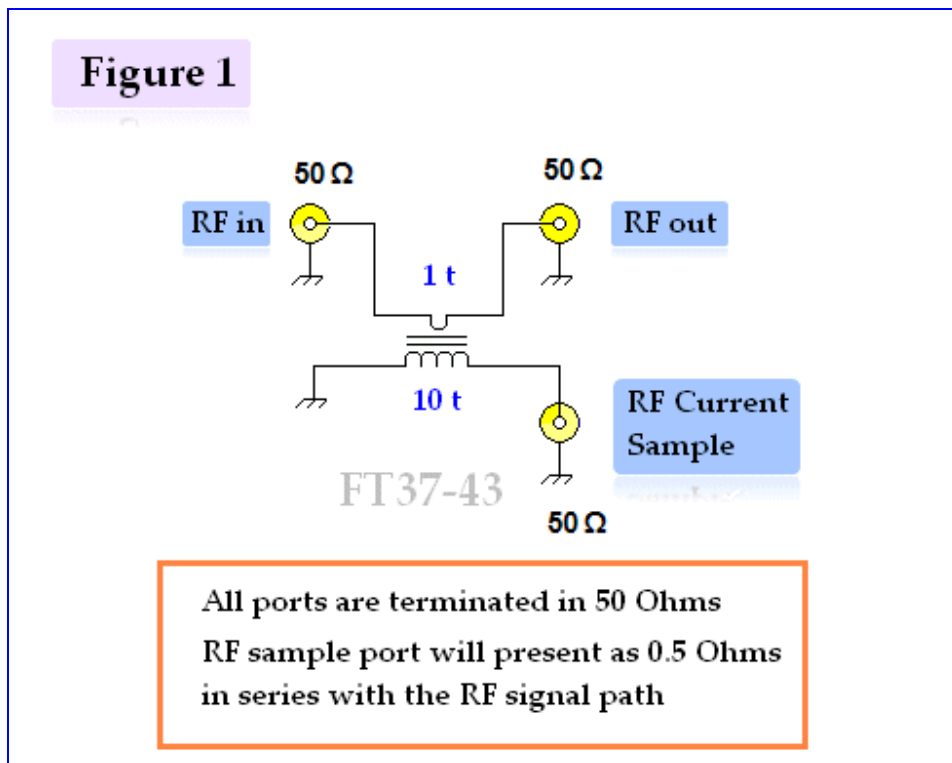 Figure 1
50 Ω
50 Ω
RF in
RF out
1 t
10 t
RF Current
Sample
FT37-43
50 Ω
All ports are terminated in 50 Ohms
RF sample port will present as 0.5 Ohms
in series with the RF signal path